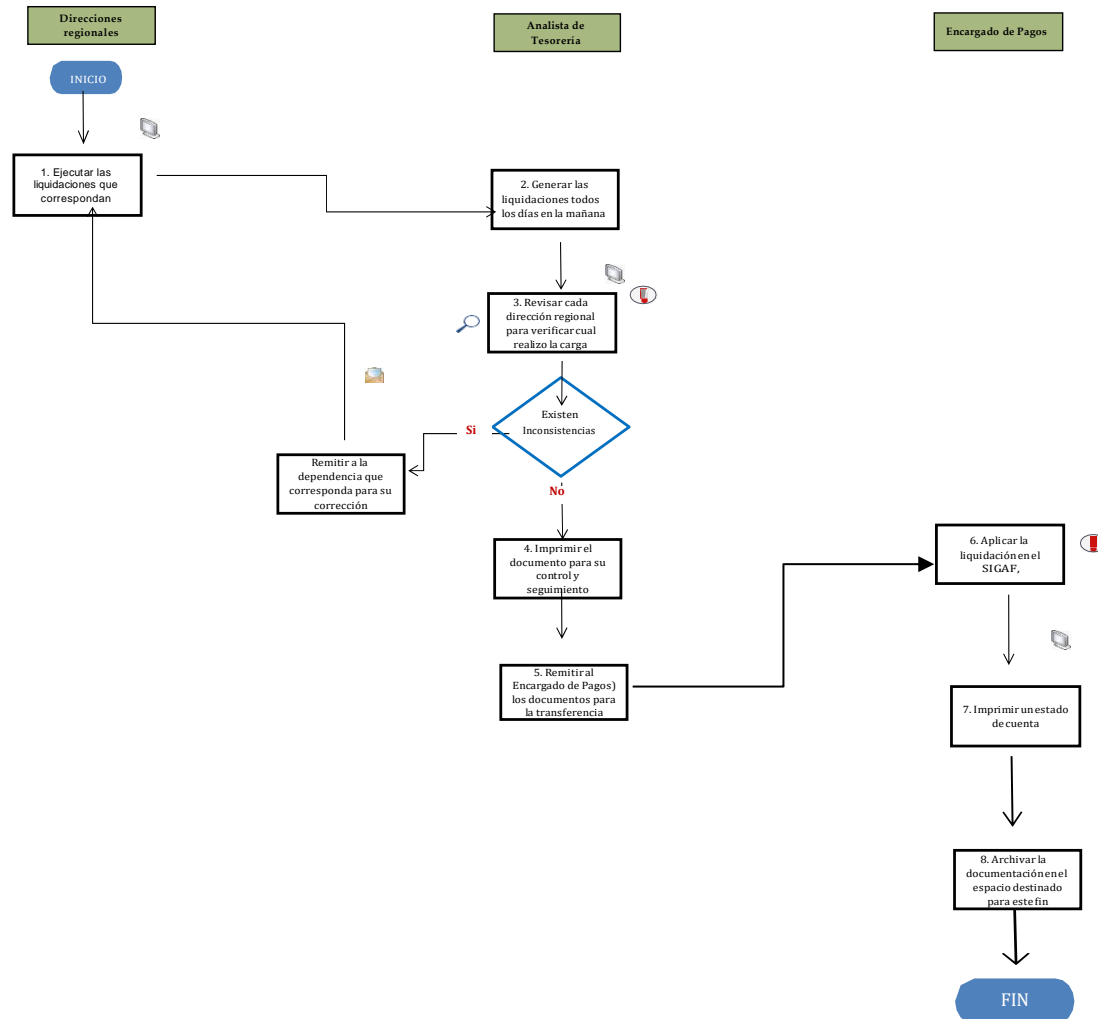 Direcciones
regionales
Analista de
Tesorería
Encargado de Pagos
INICIO
1. Ejecutar las
liquidaciones que
correspondan
2. Generar las
liquidaciones todos
los días en la mañana
3. Revisar cada
dirección regional
para verificar cual
realizo la carga
Existen
Inconsistencias
Si
Remitir a la
dependencia que
corresponda para su
corrección
No
4. Imprimir el
documento para su
control y
seguimiento
5. Remitir al
Encargado de Pagos)
los documentos para
la transferencia
6. Aplicar la
liquidación en el
SIGAF,
7. Imprimir un estado
de cuenta
8. Archivar la
documentación en el
espacio destinado
para este fin
FIN